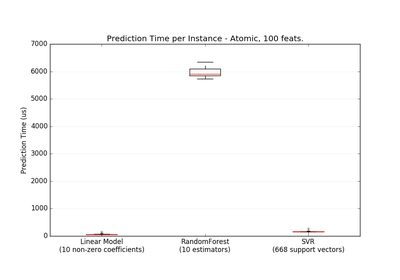 Prediction Time per Instance - Atomic, 100 feats.
7000
6000
5000
4000
3000
2000
1000
0
Prediction Time (us)
Linear Model
(10 non-zero coefficients)
RandomForest
(10 estimators)
SVR
(668 support vectors)